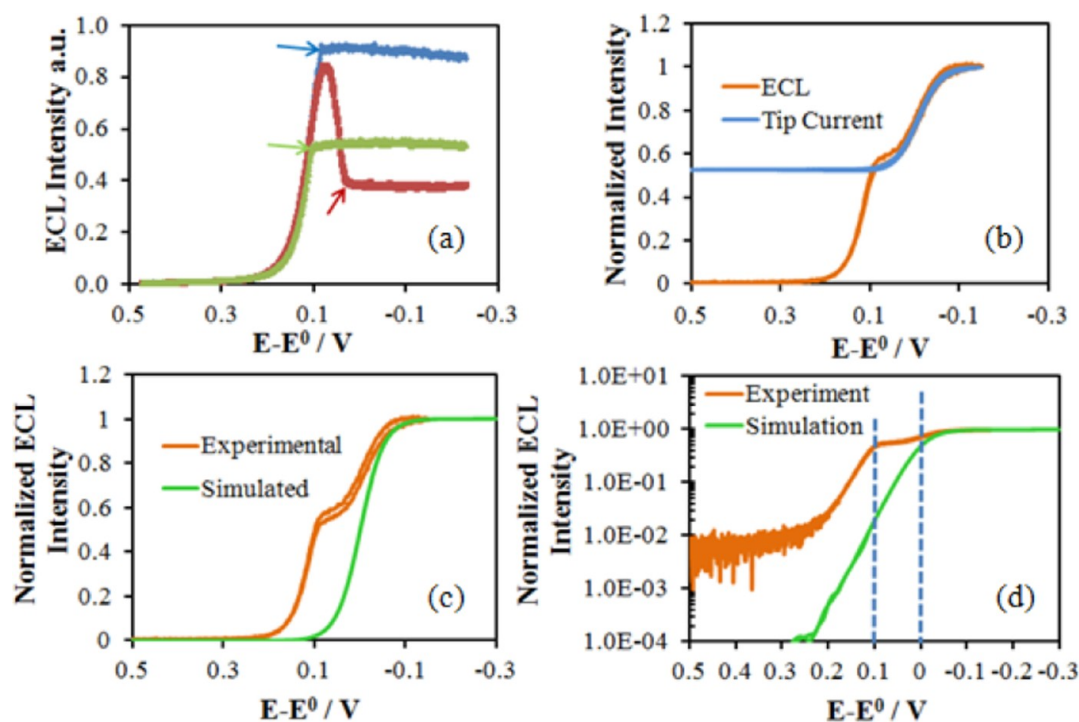 ECL Intensity a.u.
1.0
0.8
0.6
0.4
0.2
0.0
(a)
0.5 0.3 0.1 -0.1 -0.3
E-E⁰ / V
Normalized Intensity
1.2
1
0.8
0.6
0.4
0.2
0
ECL
Tip Current
(b)
0.5 0.3 0.1 -0.1 -0.3
E-E⁰ / V
Normalized ECL
Intensity
1.2
1
0.8
0.6
0.4
0.2
0
Experimental
Simulated
(c)
0.5 0.3 0.1 -0.1 -0.3
E-E⁰ / V
Normalized ECL
Intensity
1.0E+01
1.0E+00
1.0E-01
1.0E-02
1.0E-03
1.0E-04
Experiment
Simulation
(d)
0.5 0.4 0.3 0.2 0.1 0 -0.1 -0.2 -0.3
E-E⁰ / V